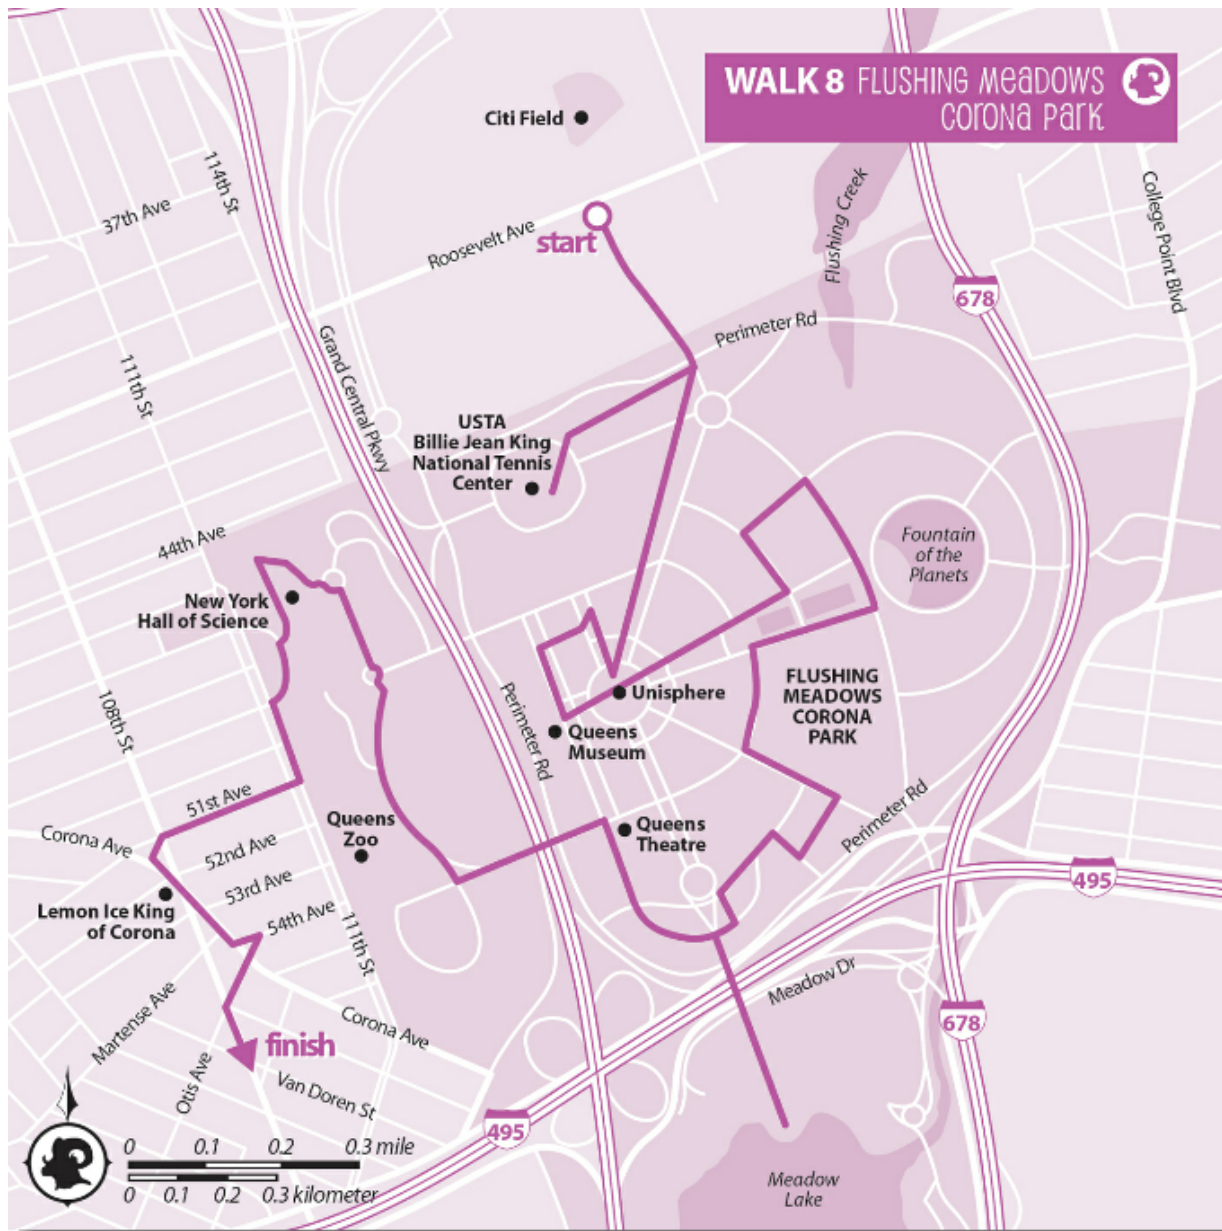 WALK 8 FLUSHING MEADOWS
CORONA PARK
Citi Field
114th St
37th Ave
Flushing Creek
College Point Blvd
Roosevelt Ave
start
678
Perimeter Rd
Grand Central Pkwy
111th St
USTA
Billie Jean King
National Tennis
Center
44th Ave
Fountain
of the
Planets
New York
Hall of Science
FLUSHING
MEADOWS
CORONA
PARK
Unisphere
108th St
Perimeter Rd
Queens
Museum
51st Ave
Queens
Zoo
Queens
Theatre
Perimeter Rd
Corona Ave
52nd Ave
53rd Ave
495
Lemon Ice King
of Corona
54th Ave
111th St
Meadow Dr
Martense Ave
Corona Ave
678
finish
Otis Ave
Van Doren St
495
0 0.1 0.2 0.3 mile
0 0.1 0.2 0.3 kilometer
Meadow
Lake